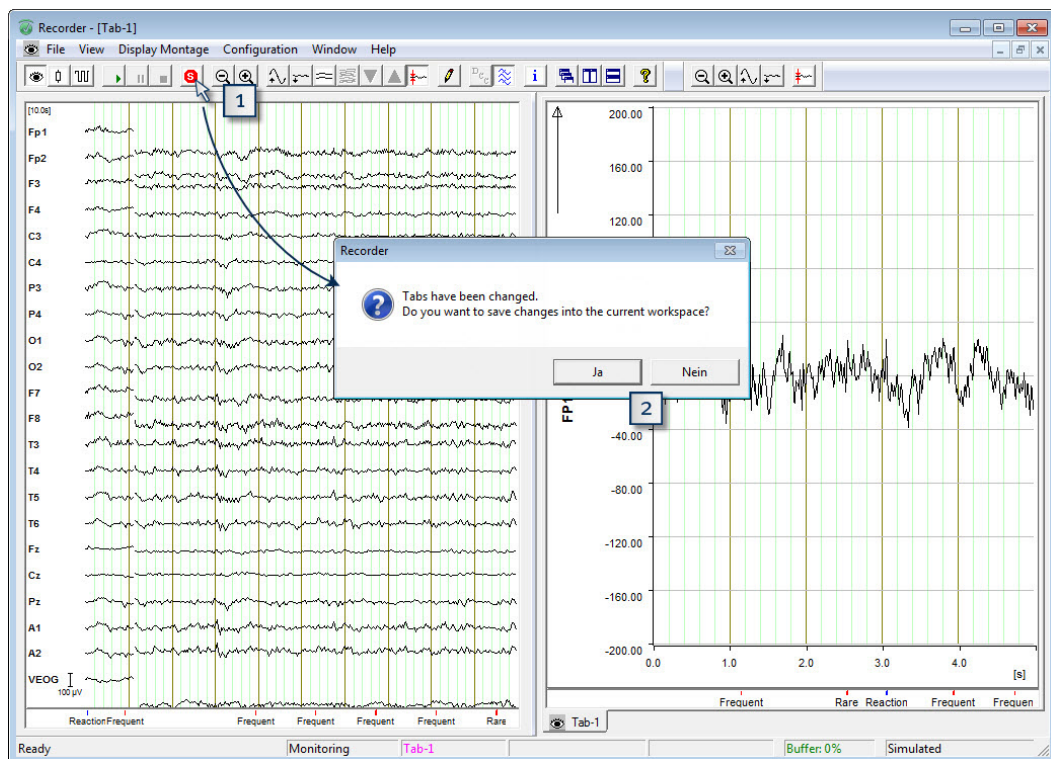 Recorder - [Tab-1]
File View Display Montage Configuration Window Help
S
i
?
1
[10.0s]
Fp1
Fp2
F3
F4
C3
C4
P3
P4
O1
O2
F7
F8
T3
T4
T5
T6
Fz
Cz
Pz
A1
A2
VEOG
100 µV
Reaction Frequent Frequent Frequent Frequent Frequent Rare
Recorder
Tabs have been changed.
Do you want to save changes into the current workspace?
Ja Nein
2
200.00
160.00
120.00
FP1
-40.00
-80.00
-120.00
-160.00
-200.00
0.0 1.0 2.0 3.0 4.0
[s]
Frequent Rare Reaction Frequent Frequen
Tab-1
Ready Monitoring Tab-1 Buffer: 0% Simulated